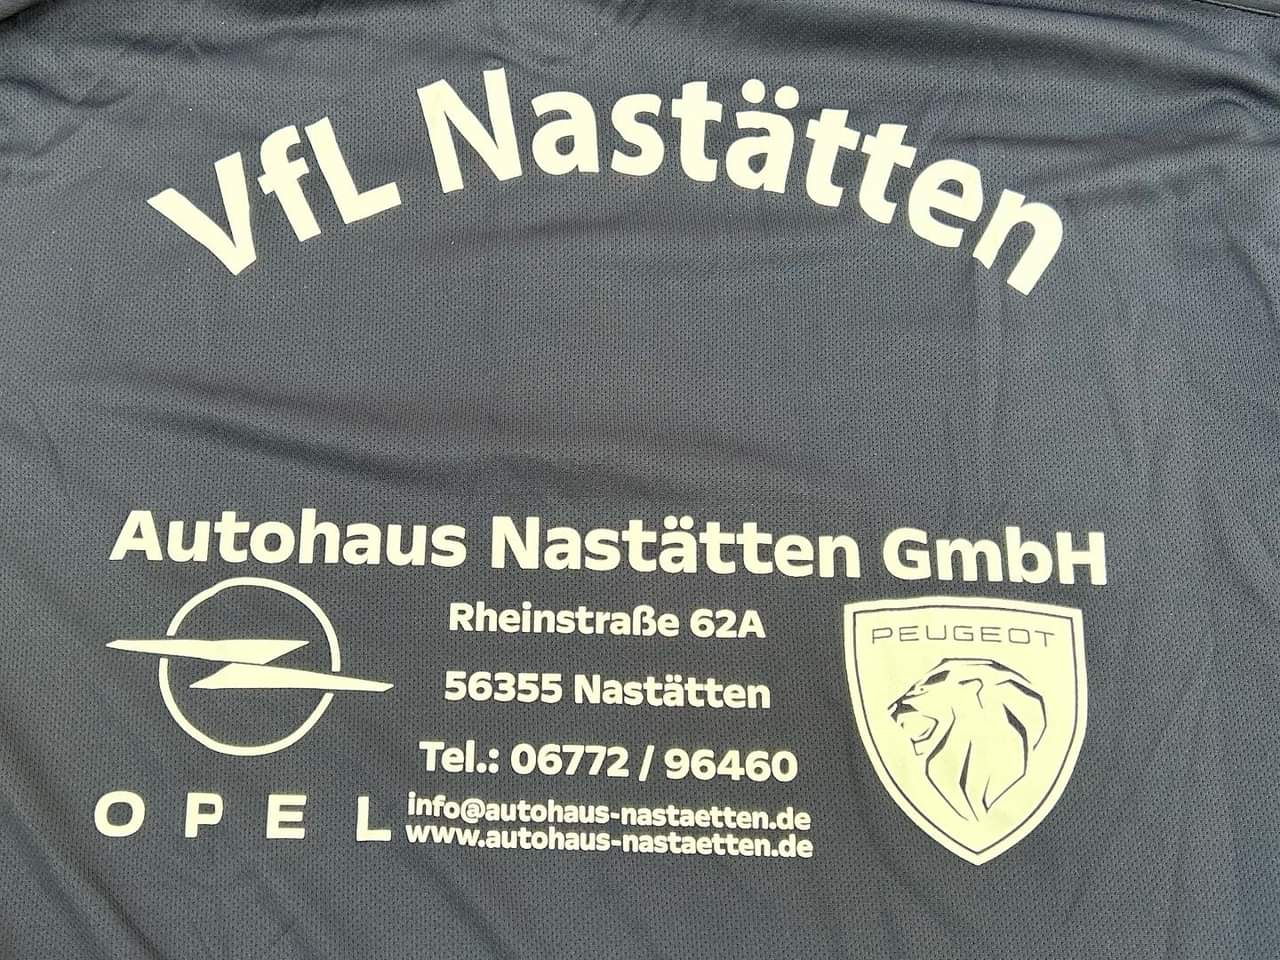 VfL Nastätten
Autohaus Nastätten GmbH
Rheinstraße 62A
56355 Nastätten
Tel.: 06772 / 96460
info@autohaus-nastaetten.de
www.autohaus-nastaetten.de
OPEL
PEUGEOT